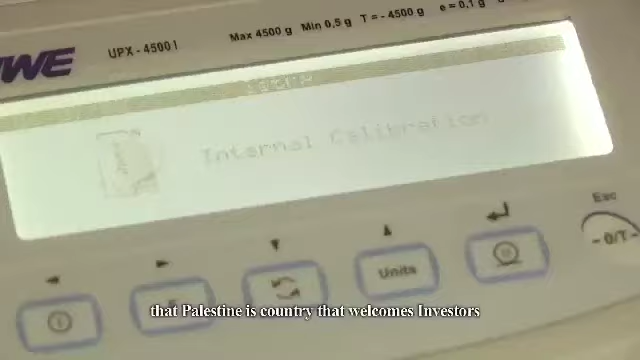 WE
UPX-45001
Max 4500 g Min 0,5 g T = - 4500 g e = 0,1 g
Internal Calibration
Esc
Units
- 0/T -
that Palestine is country that welcomes Investors